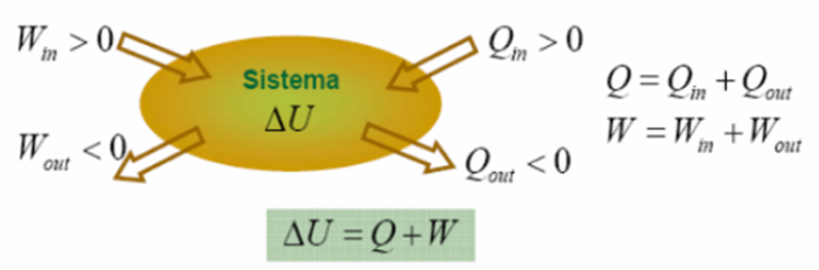 W_in > 0
Q_in > 0
Sistema
ΔU
Q = Q_in + Q_out
W = W_in + W_out
W_out < 0
Q_out < 0
ΔU = Q + W